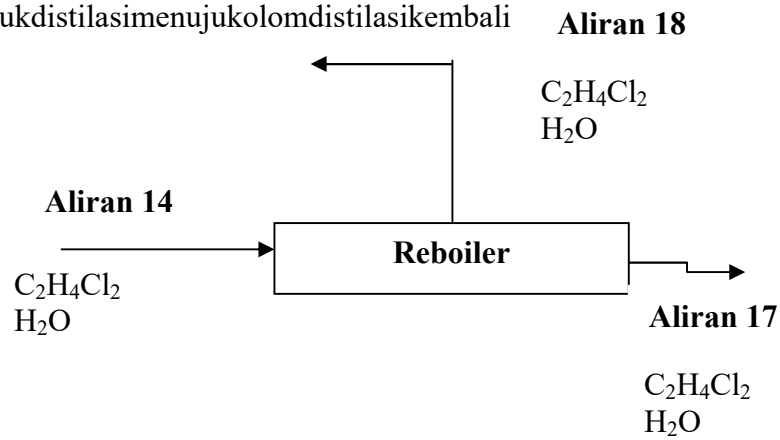 ukdistilasimenujukolomdistilasikembali
Aliran 18
C₂H₄Cl₂
H₂O
Aliran 14
C₂H₄Cl₂
H₂O
Reboiler
Aliran 17
C₂H₄Cl₂
H₂O